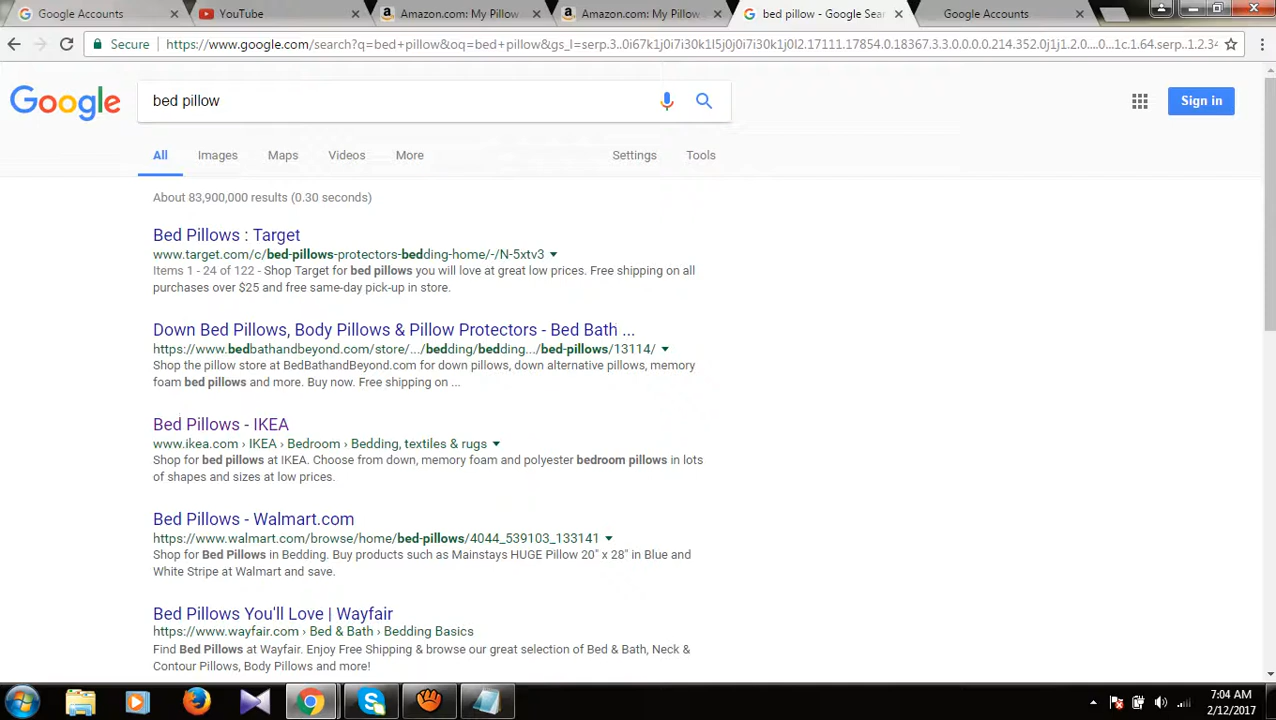 Google Accounts
YouTube
Amazon.com: My Pillow
Amazon.com: My Pillow
bed pillow - Google Sear
Google Accounts
Secure https://www.google.com/search?q=bed+pillow&oq=bed+pillow&gs_l=serp.3..0i67k1j0i7i30k1l5j0j0i7i30k1j0l2.17111.17854.0.18367.3.3.0.0.0.0.214.352.0j1j1.2.0....0...1c.1.64.serp..1.2.34
Google
bed pillow
Sign in
All Images Maps Videos More Settings Tools
About 83,900,000 results (0.30 seconds)
Bed Pillows : Target
www.target.com/c/bed-pillows-protectors-bedding-home/-/N-5xtv3
Items 1 - 24 of 122 - Shop Target for bed pillows you will love at great low prices. Free shipping on all
purchases over $25 and free same-day pick-up in store.
Down Bed Pillows, Body Pillows & Pillow Protectors - Bed Bath ...
https://www.bedbathandbeyond.com/store/.../bedding/bedding.../bed-pillows/13114/
Shop the pillow store at BedBathandBeyond.com for down pillows, down alternative pillows, memory
foam bed pillows and more. Buy now. Free shipping on ...
Bed Pillows - IKEA
www.ikea.com › IKEA › Bedroom › Bedding, textiles & rugs
Shop for bed pillows at IKEA. Choose from down, memory foam and polyester bedroom pillows in lots
of shapes and sizes at low prices.
Bed Pillows - Walmart.com
https://www.walmart.com/browse/home/bed-pillows/4044_539103_133141
Shop for Bed Pillows in Bedding. Buy products such as Mainstays HUGE Pillow 20" x 28" in Blue and
White Stripe at Walmart and save.
Bed Pillows You'll Love | Wayfair
https://www.wayfair.com › Bed & Bath › Bedding Basics
Find Bed Pillows at Wayfair. Enjoy Free Shipping & browse our great selection of Bed & Bath, Neck &
Contour Pillows, Body Pillows and more!
7:04 AM
2/12/2017